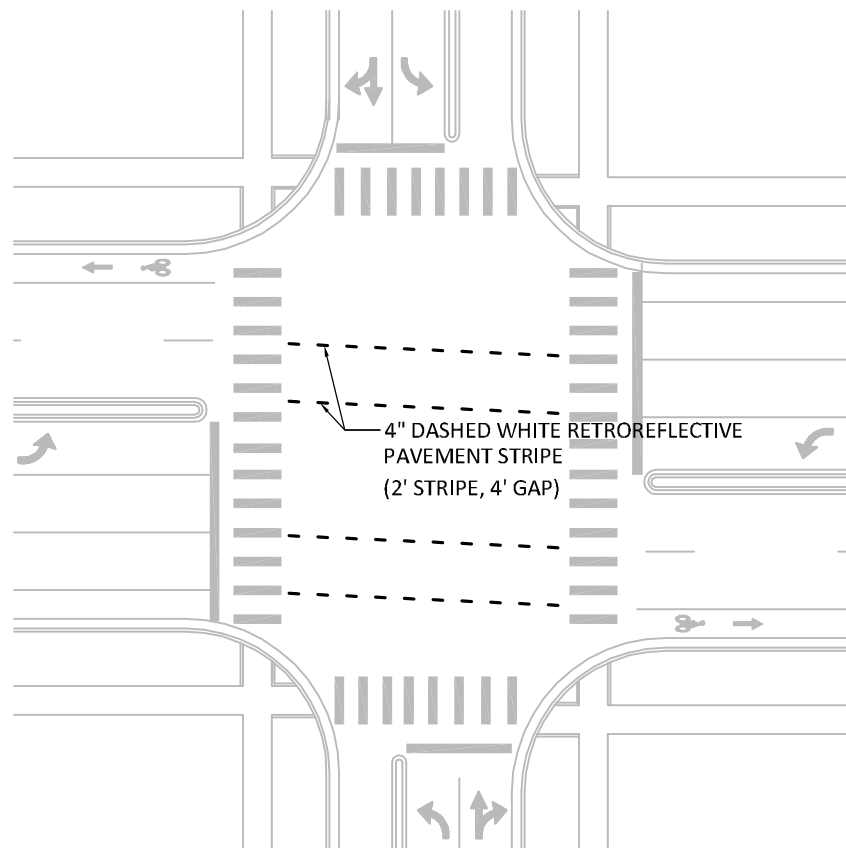 4" DASHED WHITE RETROREFLECTIVE
PAVEMENT STRIPE
(2' STRIPE, 4' GAP)